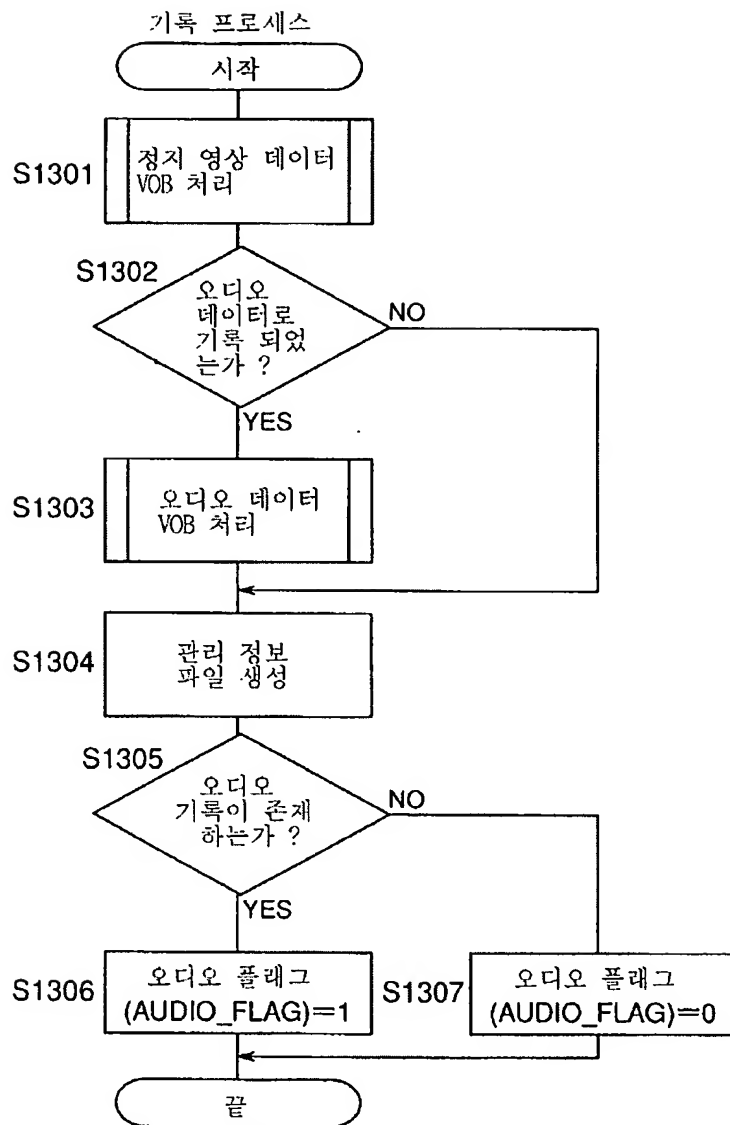 기록 프로세스
시작
S1301
정지 영상 데이터
VOB 처리
S1302
오디오
데이터로
기록 되었
는가 ?
NO
YES
S1303
오디오 데이터
VOB 처리
S1304
관리 정보
파일 생성
S1305
오디오
기록이 존재
하는가 ?
NO
YES
S1306
오디오 플래그
(AUDIO_FLAG)=1
S1307
오디오 플래그
(AUDIO_FLAG)=0
끝